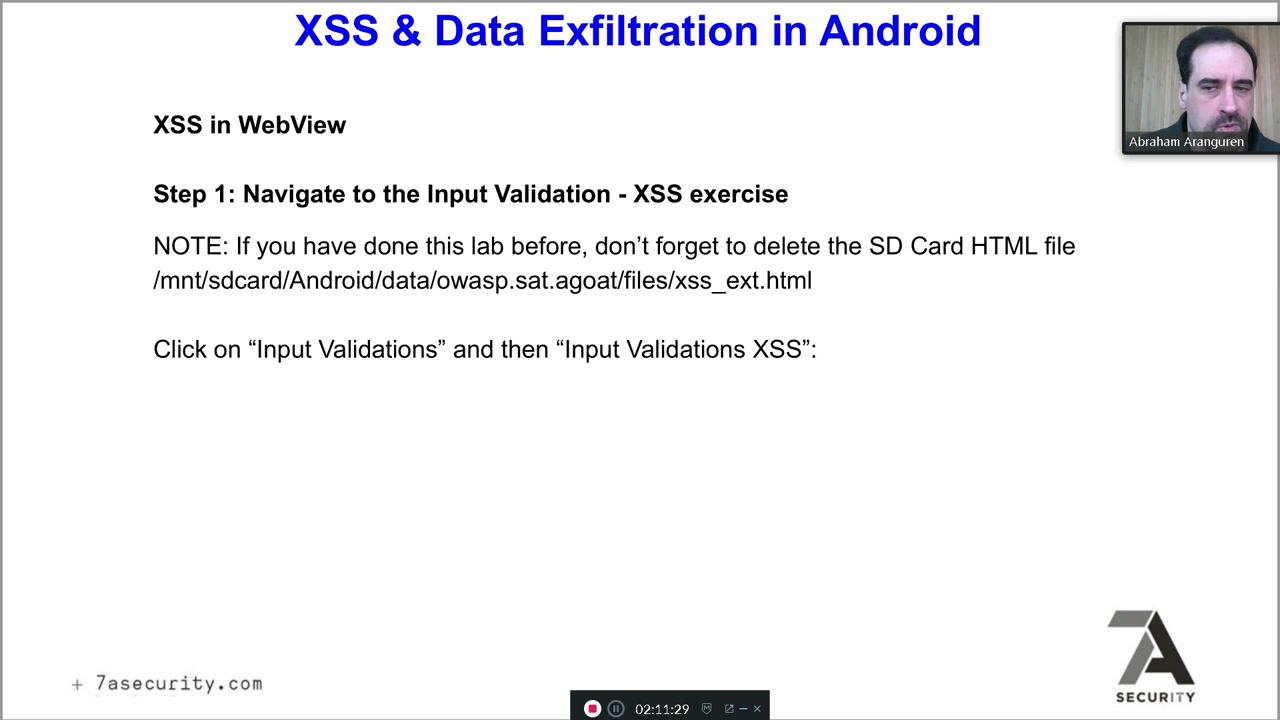 XSS & Data Exfiltration in Android
Abraham Aranguren
XSS in WebView
Step 1: Navigate to the Input Validation - XSS exercise
NOTE: If you have done this lab before, don’t forget to delete the SD Card HTML file
/mnt/sdcard/Android/data/owasp.sat.agoat/files/xss_ext.html
Click on “Input Validations” and then “Input Validations XSS”:
+ 7asecurity.com
7A
SECURITY
02:11:29